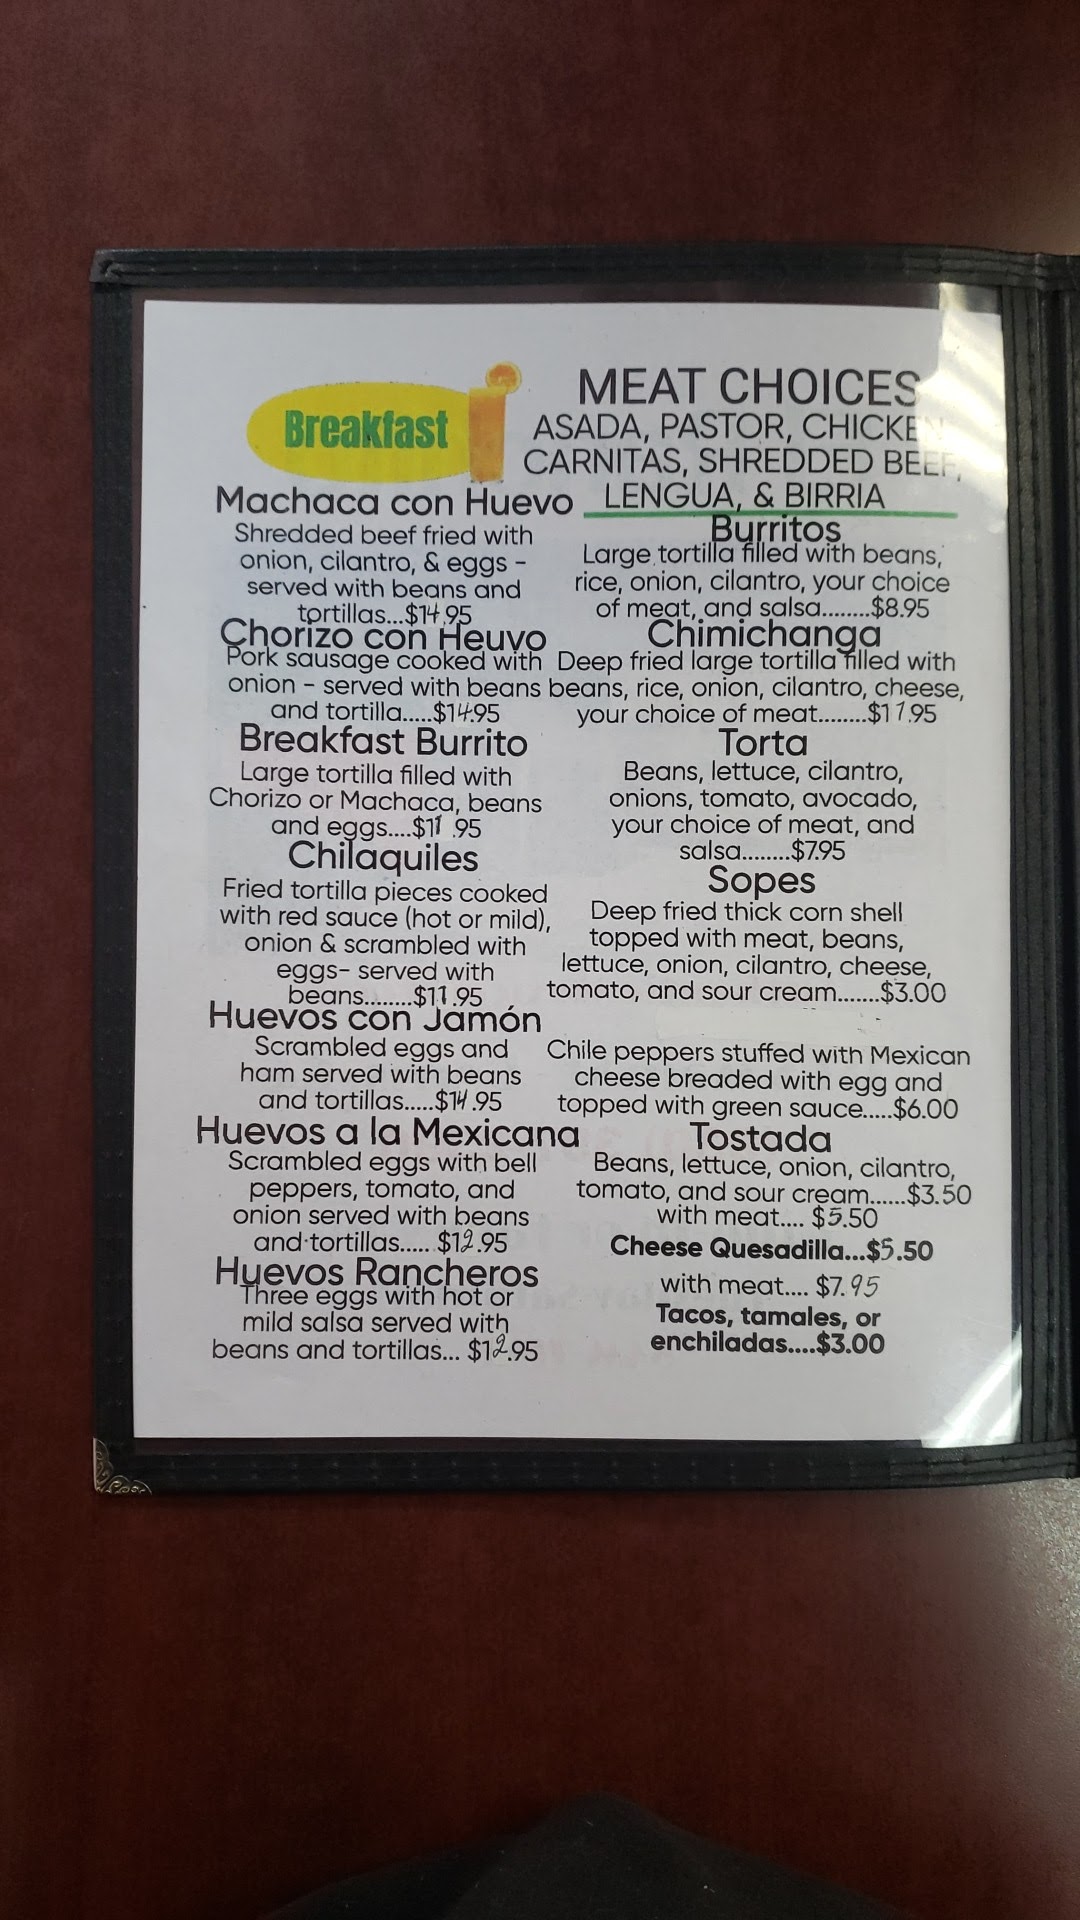 Breakfast
Machaca con Huevo
Shredded beef fried with
onion, cilantro, & eggs -
served with beans and
tortillas...$14.95
Chorizo con Heuvo
Pork sausage cooked with
onion - served with beans
and tortilla.....$14.95
Breakfast Burrito
Large tortilla filled with
Chorizo or Machaca, beans
and eggs....$11.95
Chilaquiles
Fried tortilla pieces cooked
with red sauce (hot or mild),
onion & scrambled with
eggs- served with
beans........$11.95
Huevos con Jamón
Scrambled eggs and
ham served with beans
and tortillas.....$14.95
Huevos a la Mexicana
Scrambled eggs with bell
peppers, tomato, and
onion served with beans
and tortillas...... $12.95
Huevos Rancheros
Three eggs with hot or
mild salsa served with
beans and tortillas... $12.95
MEAT CHOICES
ASADA, PASTOR, CHICKEN
CARNITAS, SHREDDED BEEF,
LENGUA, & BIRRIA
Burritos
Large tortilla filled with beans,
rice, onion, cilantro, your choice
of meat, and salsa........$8.95
Chimichanga
Deep fried large tortilla filled with
beans, rice, onion, cilantro, cheese,
your choice of meat........$11.95
Torta
Beans, lettuce, cilantro,
onions, tomato, avocado,
your choice of meat, and
salsa........$7.95
Sopes
Deep fried thick corn shell
topped with meat, beans,
lettuce, onion, cilantro, cheese,
tomato, and sour cream.......$3.00
Chile peppers stuffed with Mexican
cheese breaded with egg and
topped with green sauce.....$6.00
Tostada
Beans, lettuce, onion, cilantro,
tomato, and sour cream......$3.50
with meat.... $5.50
Cheese Quesadilla...$5.50
with meat.... $7.95
Tacos, tamales, or
enchiladas....$3.00